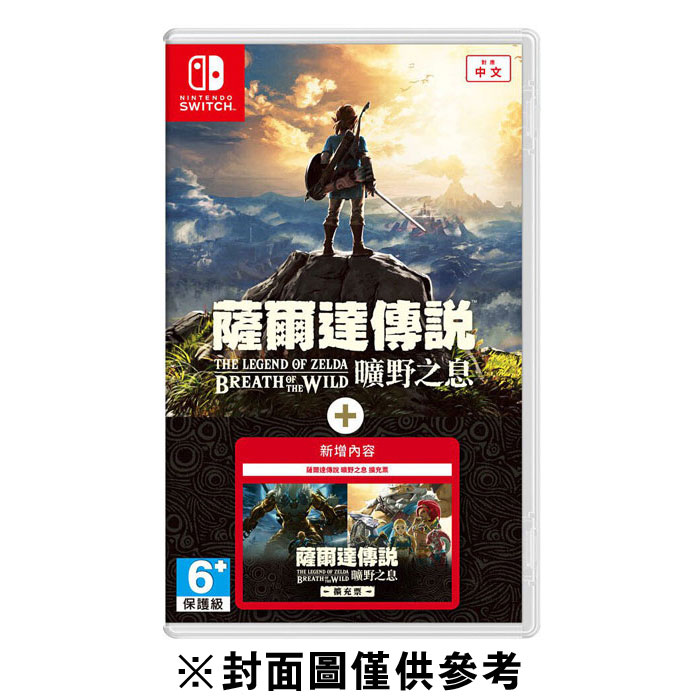 NINTENDO
SWITCH
對應
中文
薩爾達傳説
THE LEGEND OF ZELDA
BREATH OF THE WILD 曠野之息
+
新增內容
薩爾達傳說 曠野之息 擴充票
薩爾達傳說
THE LEGEND OF ZELDA
BREATH OF THE WILD 曠野之息
擴充票
6+
保護級
※封面圖僅供參考